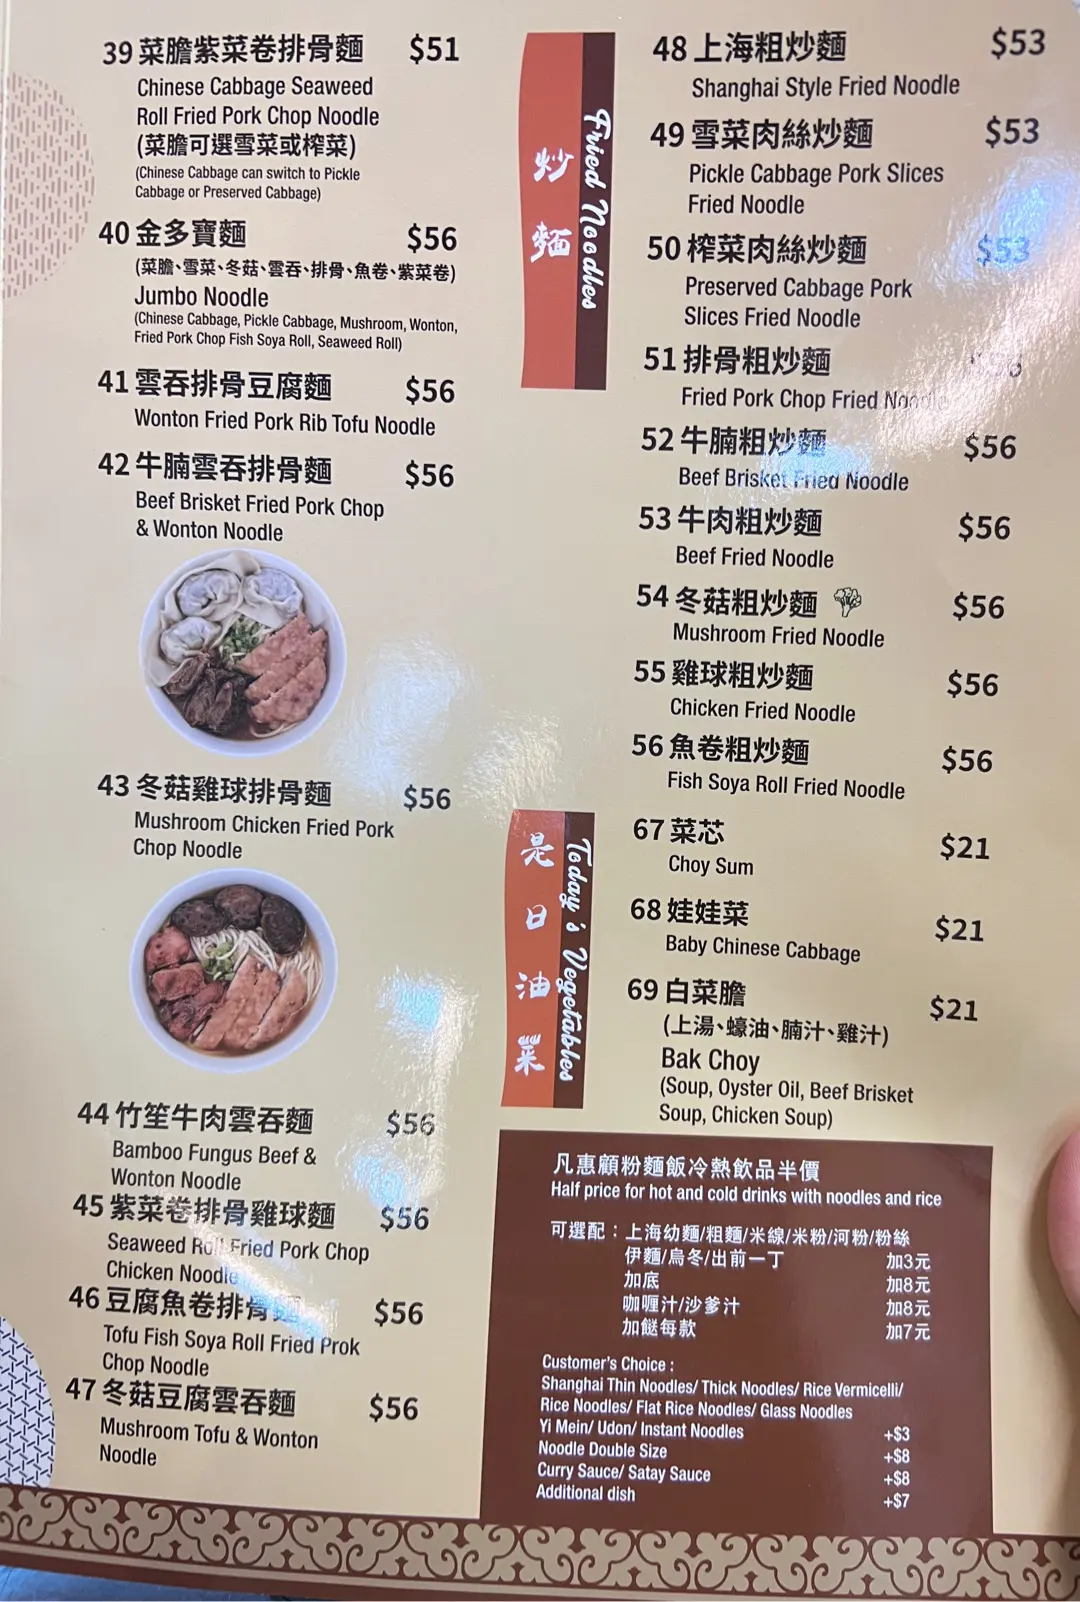 39 菜膽紫菜卷排骨麵 $51
Chinese Cabbage Seaweed
Roll Fried Pork Chop Noodle
(菜膽可選雪菜或榨菜)
(Chinese Cabbage can switch to Pickle
Cabbage or Preserved Cabbage)
40 金多寶麵 $56
(菜膽、雪菜、冬菇、雲吞、排骨、魚卷、紫菜卷)
Jumbo Noodle
(Chinese Cabbage, Pickle Cabbage, Mushroom, Wonton,
Fried Pork Chop Fish Soya Roll, Seaweed Roll)
41 雲吞排骨豆腐麵 $56
Wonton Fried Pork Rib Tofu Noodle
42 牛腩雲吞排骨麵 $56
Beef Brisket Fried Pork Chop
& Wonton Noodle
43 冬菇雞球排骨麵 $56
Mushroom Chicken Fried Pork
Chop Noodle
44 竹笙牛肉雲吞麵 $56
Bamboo Fungus Beef &
Wonton Noodle
45 紫菜卷排骨雞球麵 $56
Seaweed Roll Fried Pork Chop
Chicken Noodle
46 豆腐魚卷排骨麵 $56
Tofu Fish Soya Roll Fried Prok
Chop Noodle
47 冬菇豆腐雲吞麵 $56
Mushroom Tofu & Wonton
Noodle
炒麵
Fried Noodles
48 上海粗炒麵 $53
Shanghai Style Fried Noodle
49 雪菜肉絲炒麵 $53
Pickle Cabbage Pork Slices
Fried Noodle
50 榨菜肉絲炒麵 $53
Preserved Cabbage Pork
Slices Fried Noodle
51 排骨粗炒麵
Fried Pork Chop Fried Noodle
52 牛腩粗炒麵 $56
Beef Brisket Fried Noodle
53 牛肉粗炒麵 $56
Beef Fried Noodle
54 冬菇粗炒麵 $56
Mushroom Fried Noodle
55 雞球粗炒麵 $56
Chicken Fried Noodle
56 魚卷粗炒麵 $56
Fish Soya Roll Fried Noodle
是日油菜
Today's Vegetables
67 菜芯 $21
Choy Sum
68 娃娃菜 $21
Baby Chinese Cabbage
69 白菜膽 $21
(上湯、蠔油、腩汁、雞汁)
Bak Choy
(Soup, Oyster Oil, Beef Brisket
Soup, Chicken Soup)
凡惠顧粉麵飯冷熱飲品半價
Half price for hot and cold drinks with noodles and rice
可選配：上海幼麵/粗麵/米線/米粉/河粉/粉絲
伊麵/烏冬/出前一丁 加3元
加底 加8元
咖喱汁/沙爹汁 加8元
加餸每款 加7元
Customer's Choice :
Shanghai Thin Noodles/ Thick Noodles/ Rice Vermicelli/
Rice Noodles/ Flat Rice Noodles/ Glass Noodles
Yi Mein/ Udon/ Instant Noodles +$3
Noodle Double Size +$8
Curry Sauce/ Satay Sauce +$8
Additional dish +$7